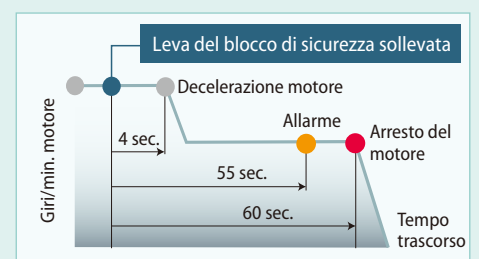 Leva del blocco di sicurezza sollevata
Decelerazione motore
Allarme
Arresto del
motore
4 sec.
55 sec.
60 sec.
Giri/min. motore
Tempo
trascorso